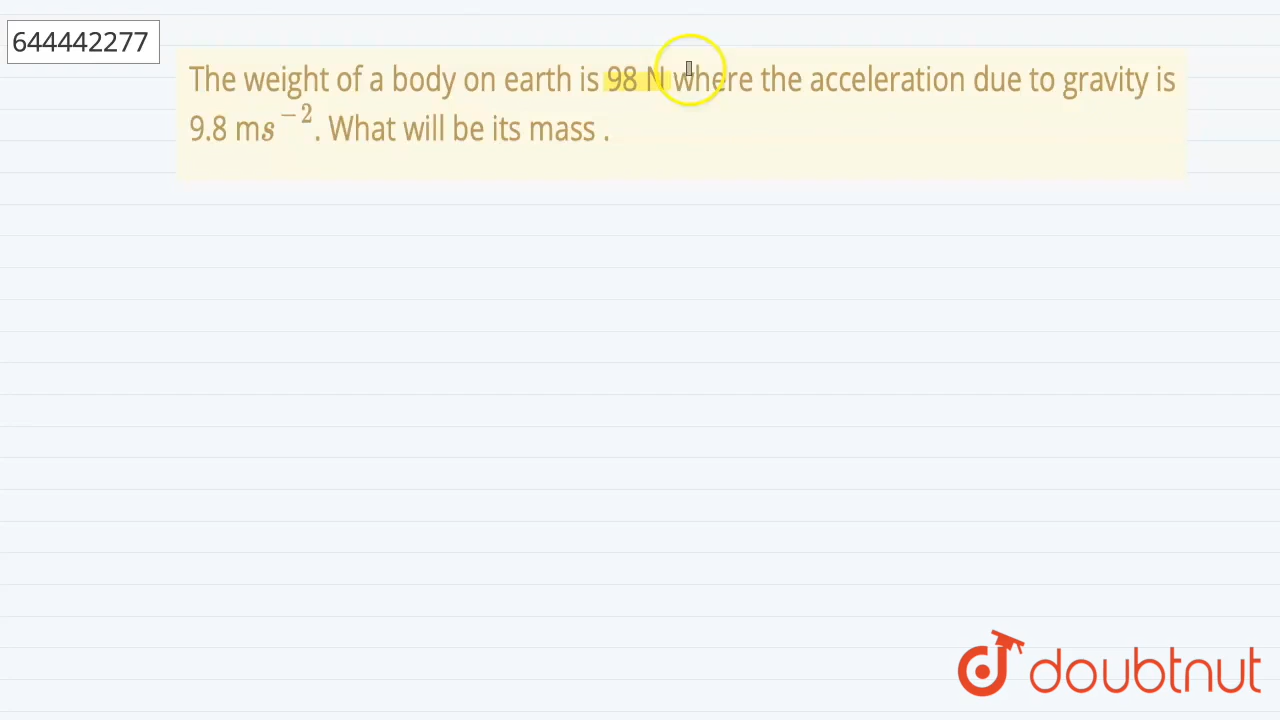 644442277
The weight of a body on earth is 98 N where the acceleration due to gravity is
9.8 ms⁻². What will be its mass .
doubtnut